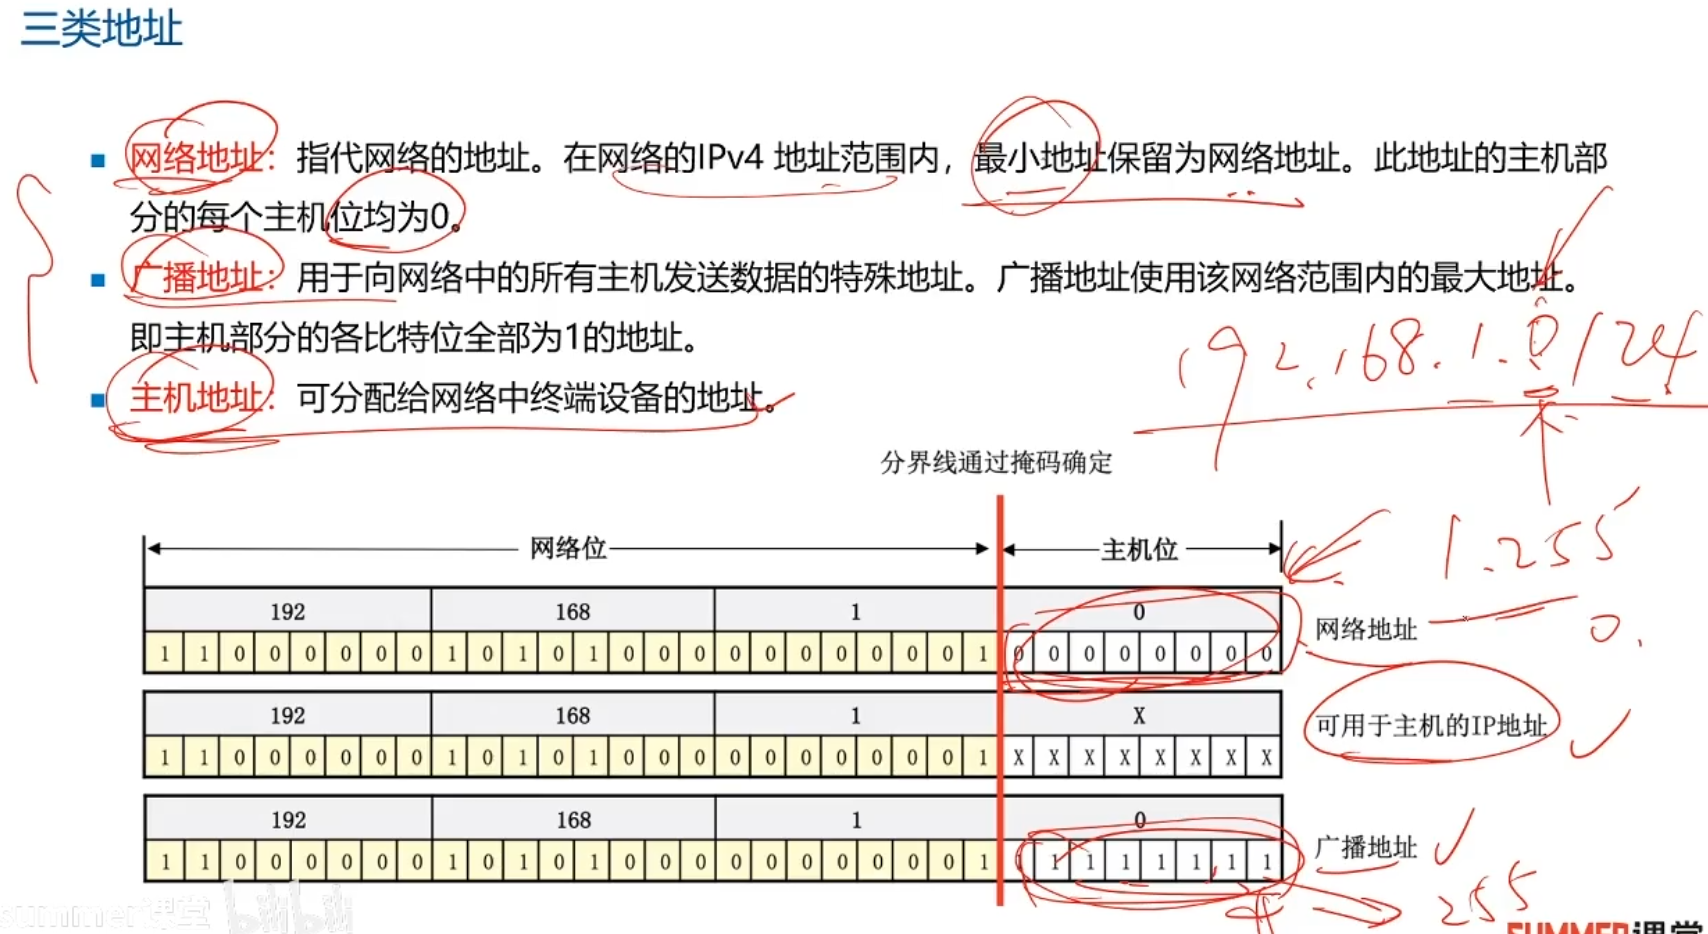 三类地址
网络地址：指代网络的地址。在网络的IPv4 地址范围内，最小地址保留为网络地址。此地址的主机部
分的每个主机位均为0。
广播地址：用于向网络中的所有主机发送数据的特殊地址。广播地址使用该网络范围内的最大地址。
即主机部分的各比特位全部为1的地址。
192.168.1.0/24
主机地址：可分配给网络中终端设备的地址。
分界线通过掩码确定
网络位 主机位
1.255
192 168 1 0
网络地址
0.
1 1 0 0 0 0 0 0 1 0 1 0 1 0 0 0 0 0 0 0 0 0 0 1 0 0 0 0 0 0 0 0
192 168 1 X
可用于主机的IP地址
1 1 0 0 0 0 0 0 1 0 1 0 1 0 0 0 0 0 0 0 0 0 0 1 X X X X X X X X
192 168 1 0
广播地址
1 1 0 0 0 0 0 0 1 0 1 0 1 0 0 0 0 0 0 0 0 0 0 1 1 1 1 1 1 1 1 1
255
summer课堂 bilibili
SUMMER课堂